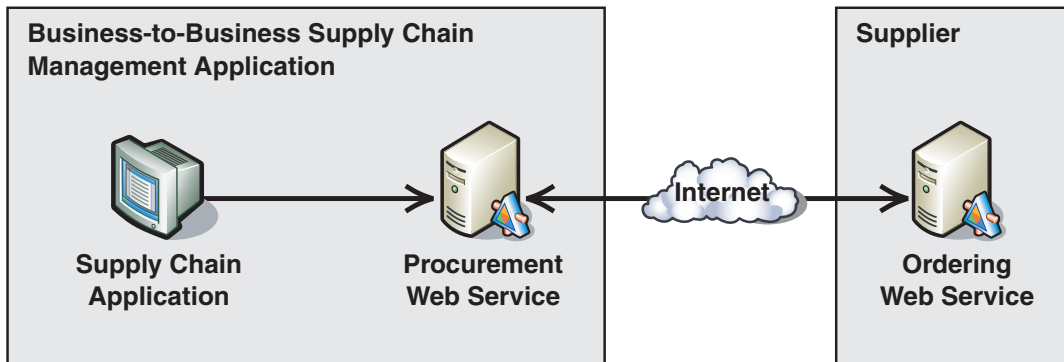 Business-to-Business Supply Chain
Management Application
Supplier
Internet
Supply Chain
Application
Procurement
Web Service
Ordering
Web Service